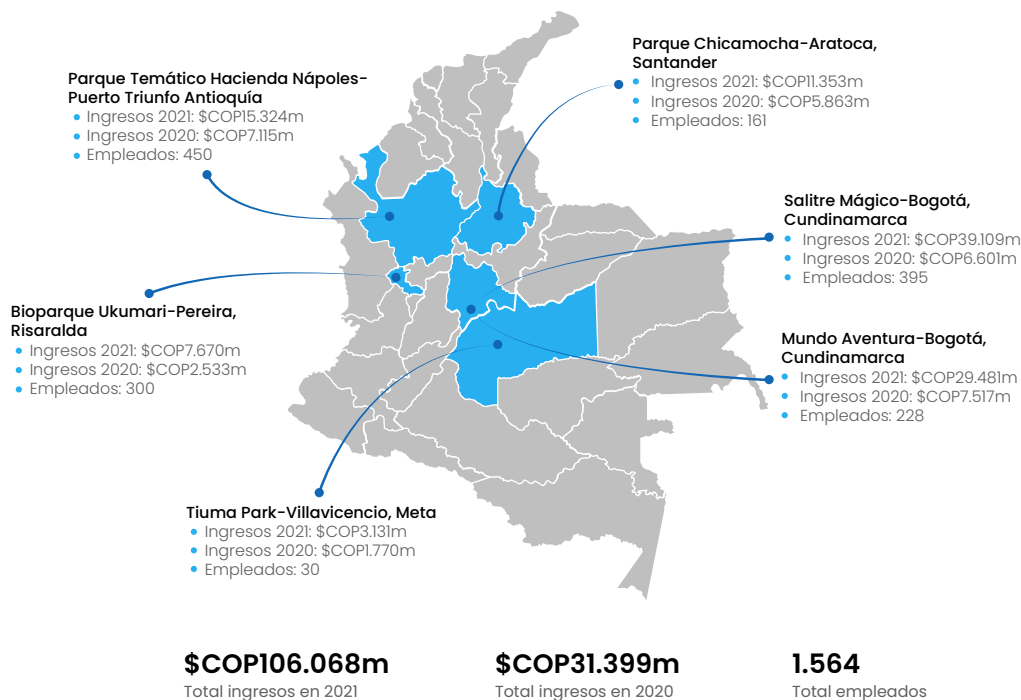 Parque Temático Hacienda Nápoles-
Puerto Triunfo Antioquía
Ingresos 2021: $COP15.324m
Ingresos 2020: $COP7.115m
Empleados: 450
Parque Chicamocha-Aratoca,
Santander
Ingresos 2021: $COP11.353m
Ingresos 2020: $COP5.863m
Empleados: 161
Salitre Mágico-Bogotá,
Cundinamarca
Ingresos 2021: $COP39.109m
Ingresos 2020: $COP6.601m
Empleados: 395
Bioparque Ukumari-Pereira,
Risaralda
Ingresos 2021: $COP7.670m
Ingresos 2020: $COP2.533m
Empleados: 300
Mundo Aventura-Bogotá,
Cundinamarca
Ingresos 2021: $COP29.481m
Ingresos 2020: $COP7.517m
Empleados: 228
Tiuma Park-Villavicencio, Meta
Ingresos 2021: $COP3.131m
Ingresos 2020: $COP1.770m
Empleados: 30
$COP106.068m
Total ingresos en 2021
$COP31.399m
Total ingresos en 2020
1.564
Total empleados